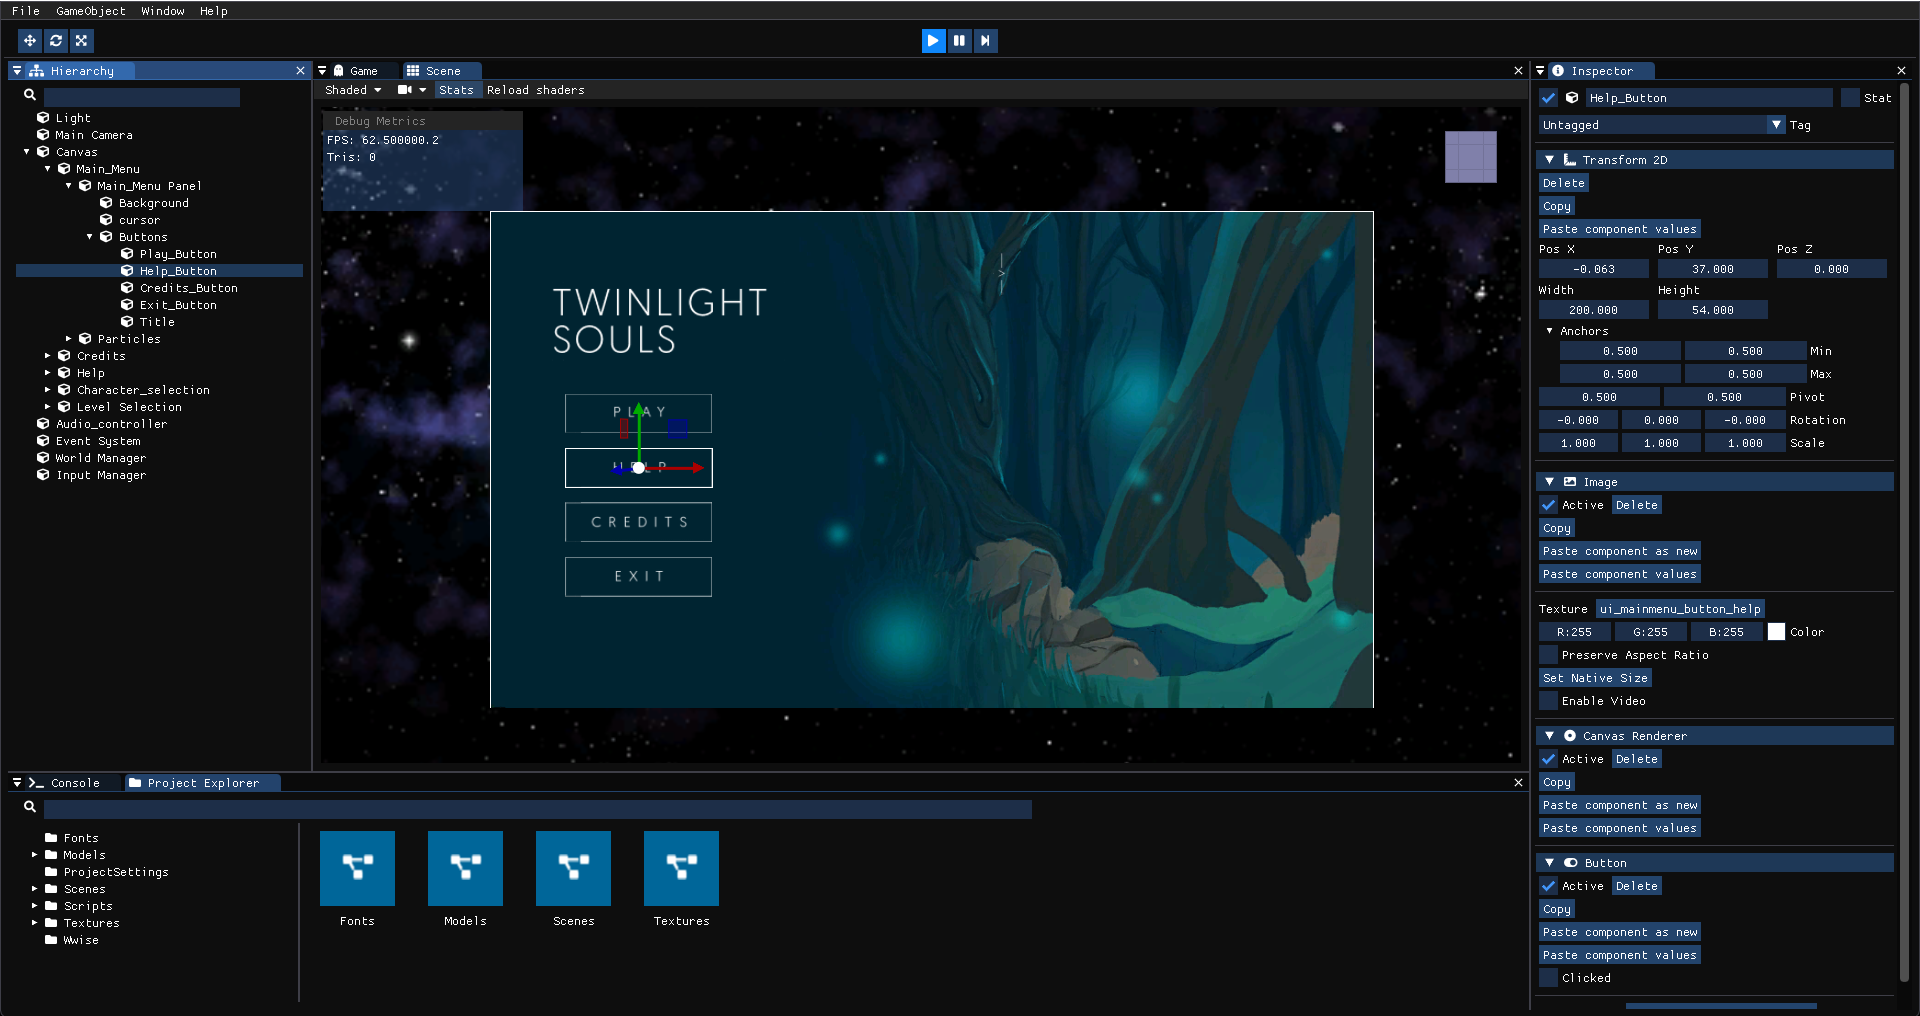 File GameObject Window Help
Hierarchy
Light
Main Camera
Canvas
Main_Menu
Main_Menu Panel
Background
cursor
Buttons
Play_Button
Help_Button
Credits_Button
Exit_Button
Title
Particles
Credits
Help
Character_selection
Level Selection
Audio_controller
Event System
World Manager
Input Manager
Game Scene
Shaded Stats Reload shaders
Debug Metrics
FPS: 62.500000.2
Tris: 0
TWINLIGHT
SOULS
PLAY
HELP
CREDITS
EXIT
Console Project Explorer
Fonts
Models
ProjectSettings
Scenes
Scripts
Textures
Wwise
Fonts Models Scenes Textures
Inspector
Help_Button Stat
Untagged Tag
Transform 2D
Delete
Copy
Paste component values
Pos X Pos Y Pos Z
-0.063 37.000 0.000
Width Height
200.000 54.000
Anchors
0.500 0.500 Min
0.500 0.500 Max
0.500 0.500 Pivot
-0.000 0.000 -0.000 Rotation
1.000 1.000 1.000 Scale
Image
Active Delete
Copy
Paste component as new
Paste component values
Texture ui_mainmenu_button_help
R:255 G:255 B:255 Color
Preserve Aspect Ratio
Set Native Size
Enable Video
Canvas Renderer
Active Delete
Copy
Paste component as new
Paste component values
Button
Active Delete
Copy
Paste component as new
Paste component values
Clicked